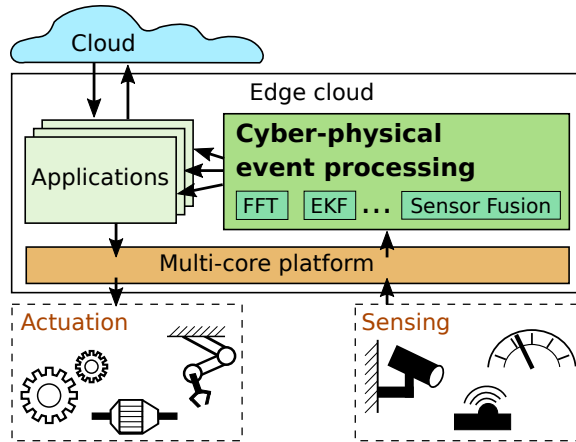 Cloud
Edge cloud
Applications
Cyber-physical
event processing
FFT EKF ... Sensor Fusion
Multi-core platform
Actuation
Sensing